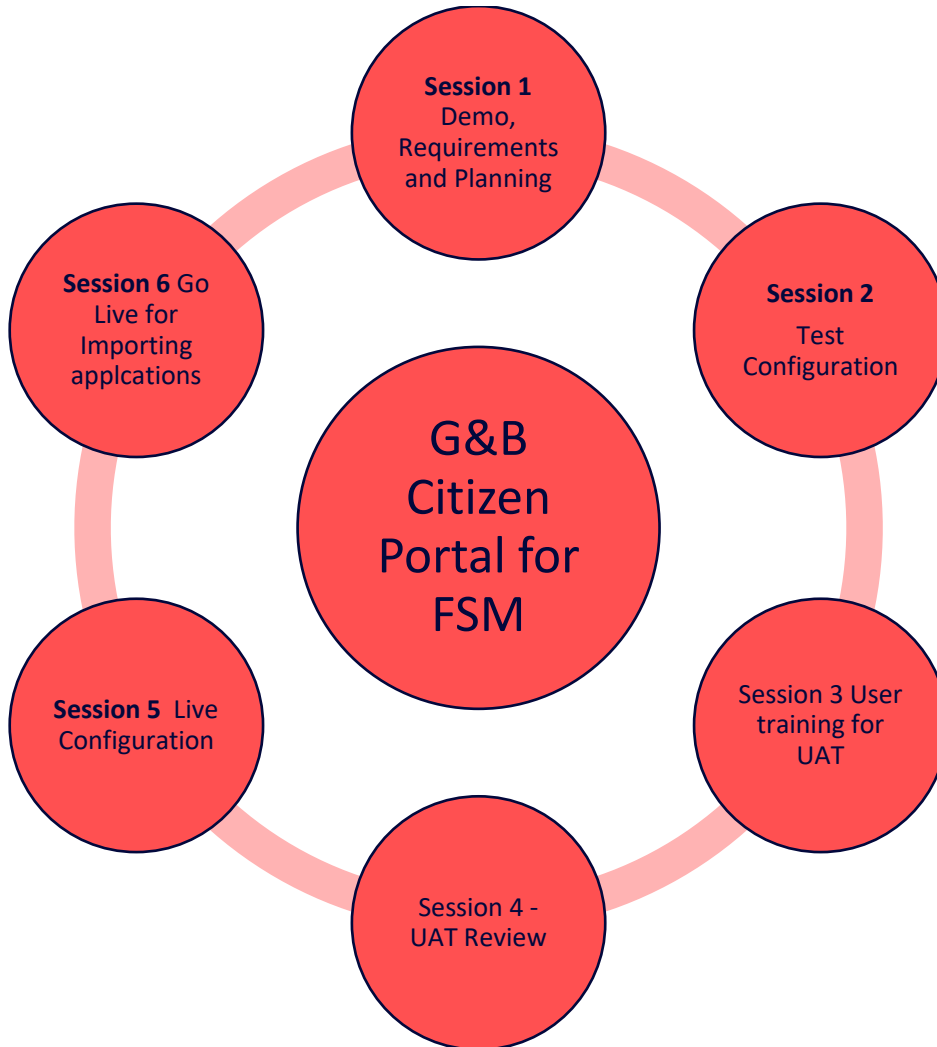 Session 1
Demo,
Requirements
and Planning
Session 2
Test
Configuration
Session 3 User
training for
UAT
Session 4 -
UAT Review
Session 5 Live
Configuration
Session 6 Go
Live for
Importing
applcations
G&B
Citizen
Portal for
FSM